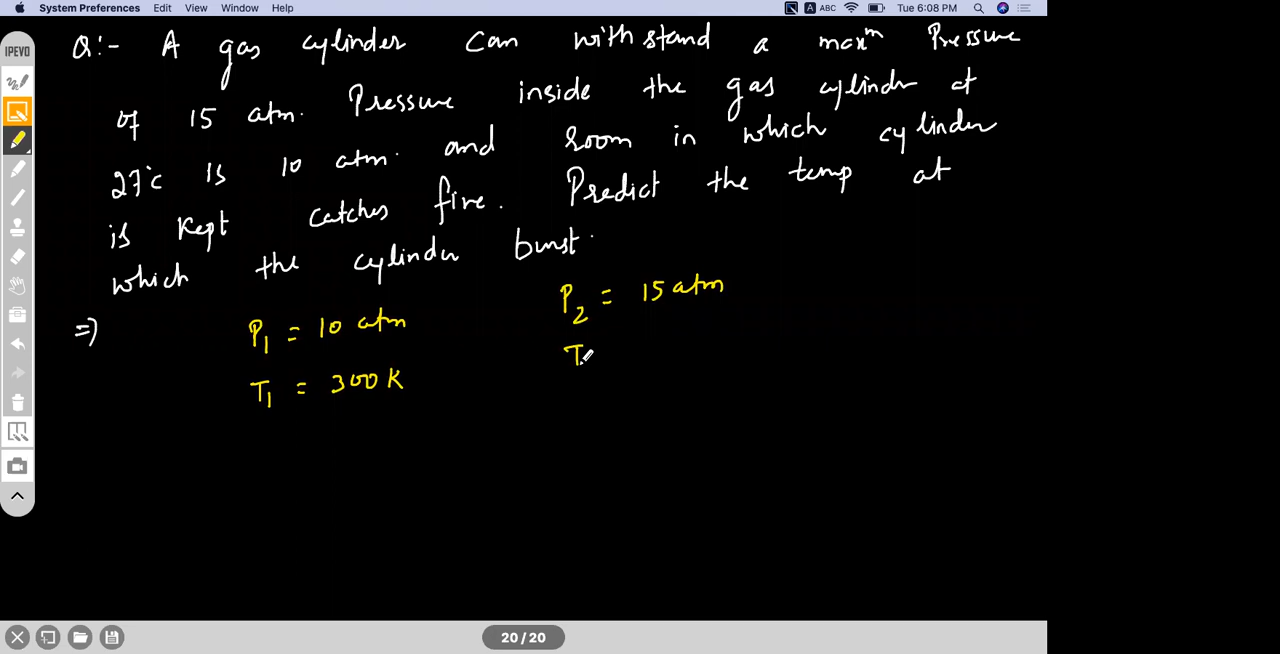 System Preferences Edit View Window Help A ABC Tue 6:08 PM
IPEVO
Q:- A gas cylinder can withstand a maxᵐ Pressure
of 15 atm. Pressure inside the gas cylinder at
27°c is 10 atm. and room in which cylinder
is kept catches fire. Predict the temp at
which the cylinder burst.
=) P₁ = 10 atm P₂ = 15 atm
T₁ = 300 K T
20 / 20